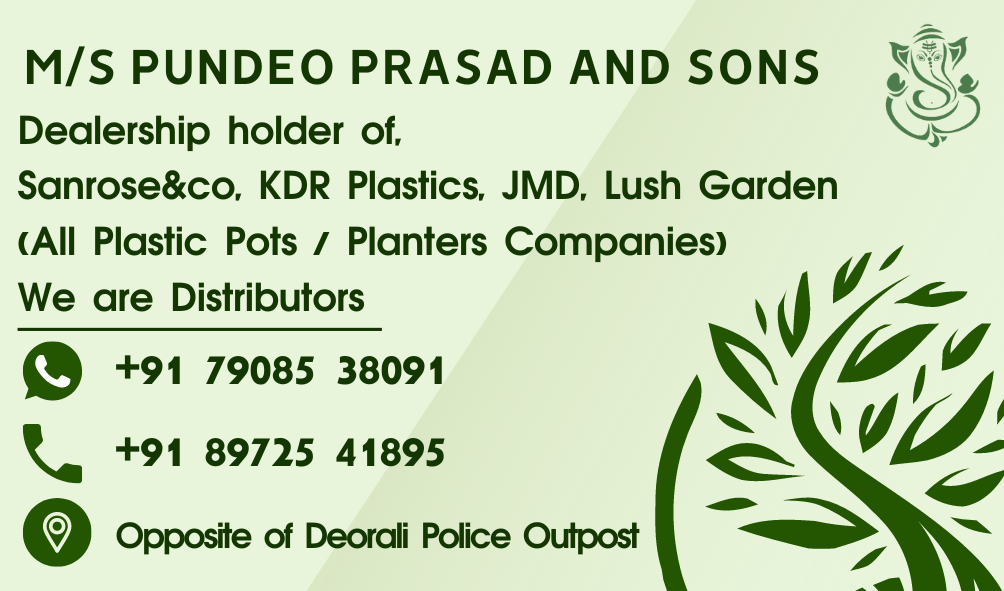 M/S PUNDEO PRASAD AND SONS
Dealership holder of,
Sanrose&co, KDR Plastics, JMD, Lush Garden
(All Plastic Pots / Planters Companies)
We are Distributors
+91 79085 38091
+91 89725 41895
Opposite of Deorali Police Outpost